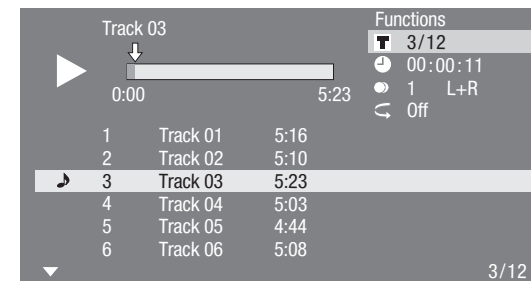 Track 03
0:00 5:23
Functions
T 3/12
00:00:11
1 L+R
Off
1 Track 01 5:16
2 Track 02 5:10
3 Track 03 5:23
4 Track 04 5:03
5 Track 05 4:44
6 Track 06 5:08
3/12